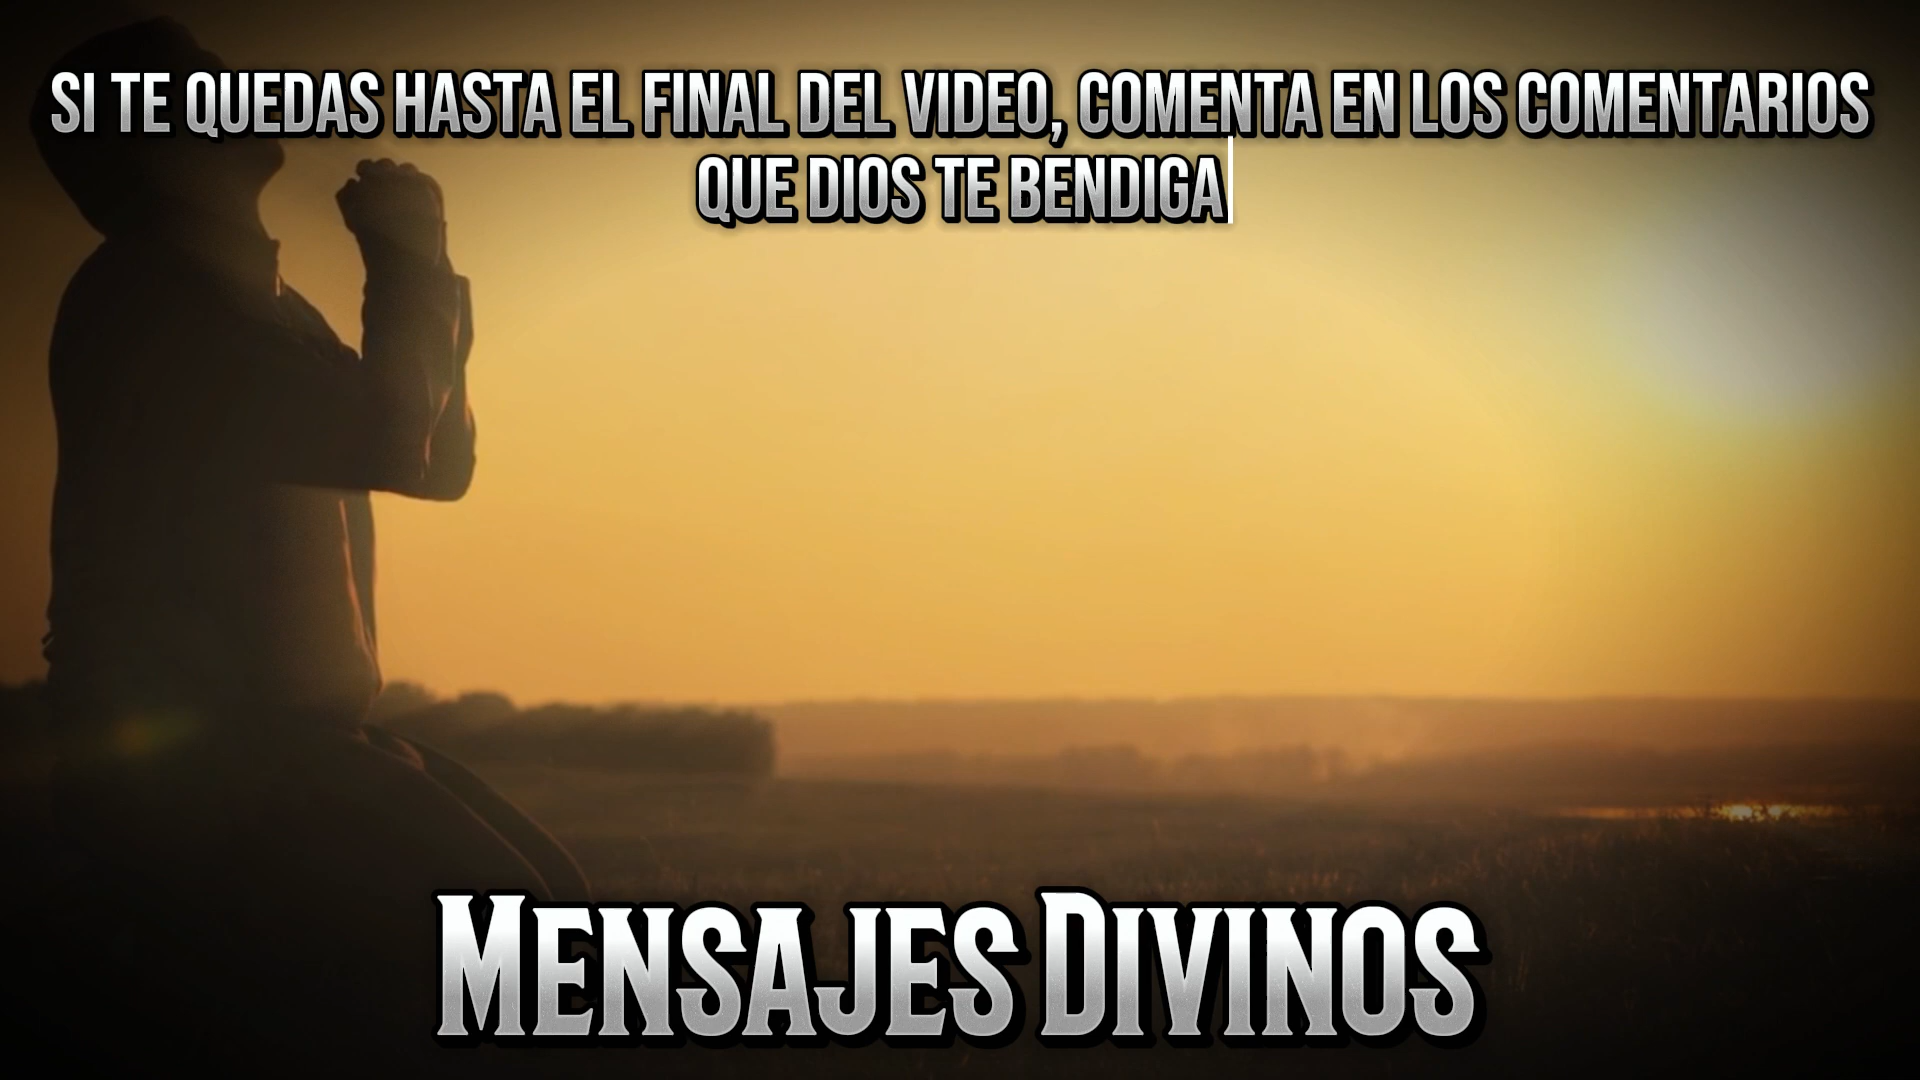 SI TE QUEDAS HASTA EL FINAL DEL VIDEO, COMENTA EN LOS COMENTARIOS
QUE DIOS TE BENDIGA
MENSAJES DIVINOS